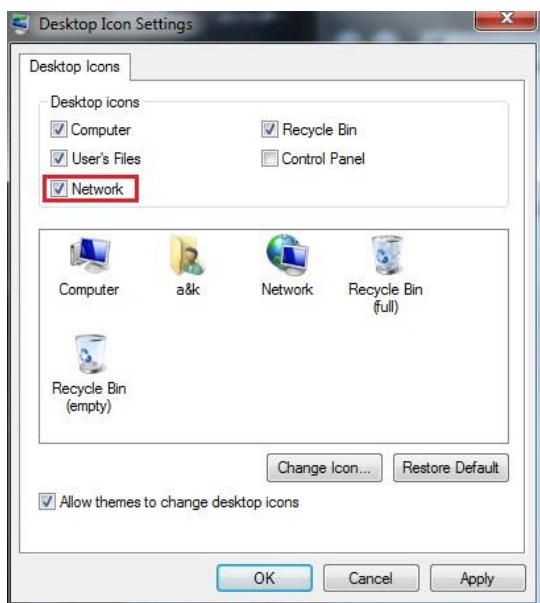 Desktop Icon Settings
Desktop Icons
Desktop icons
Computer
Recycle Bin
User's Files
Control Panel
Network
Computer
a&k
Network
Recycle Bin
(full)
Recycle Bin
(empty)
Change Icon...
Restore Default
Allow themes to change desktop icons
OK
Cancel
Apply